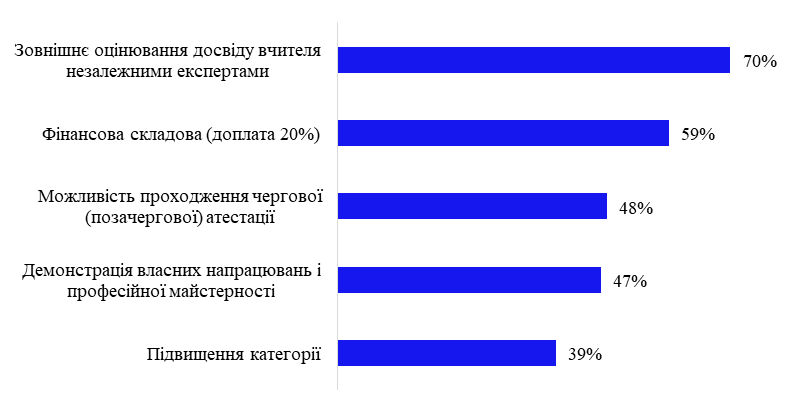 Зовнішнє оцінювання досвіду вчителя
незалежними експертами
70%
Фінансова складова (доплата 20%)
59%
Можливість проходження чергової
(позачергової) атестації
48%
Демонстрація власних напрацювань і
професійної майстерності
47%
Підвищення категорії
39%